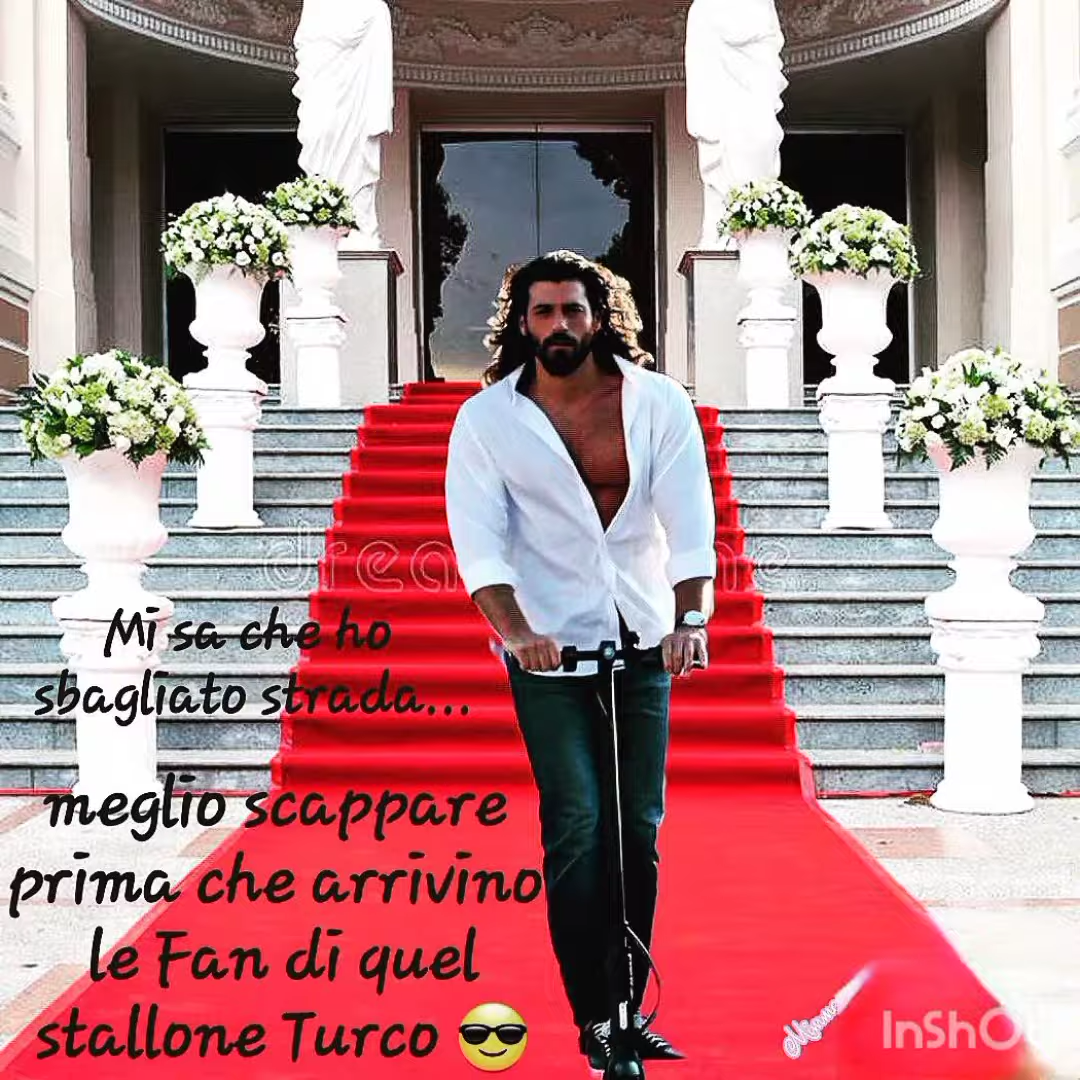 Mi sa che ho
sbagliato strada...
meglio scappare
prima che arrivino
le Fan di quel
stallone Turco 😎
InShO